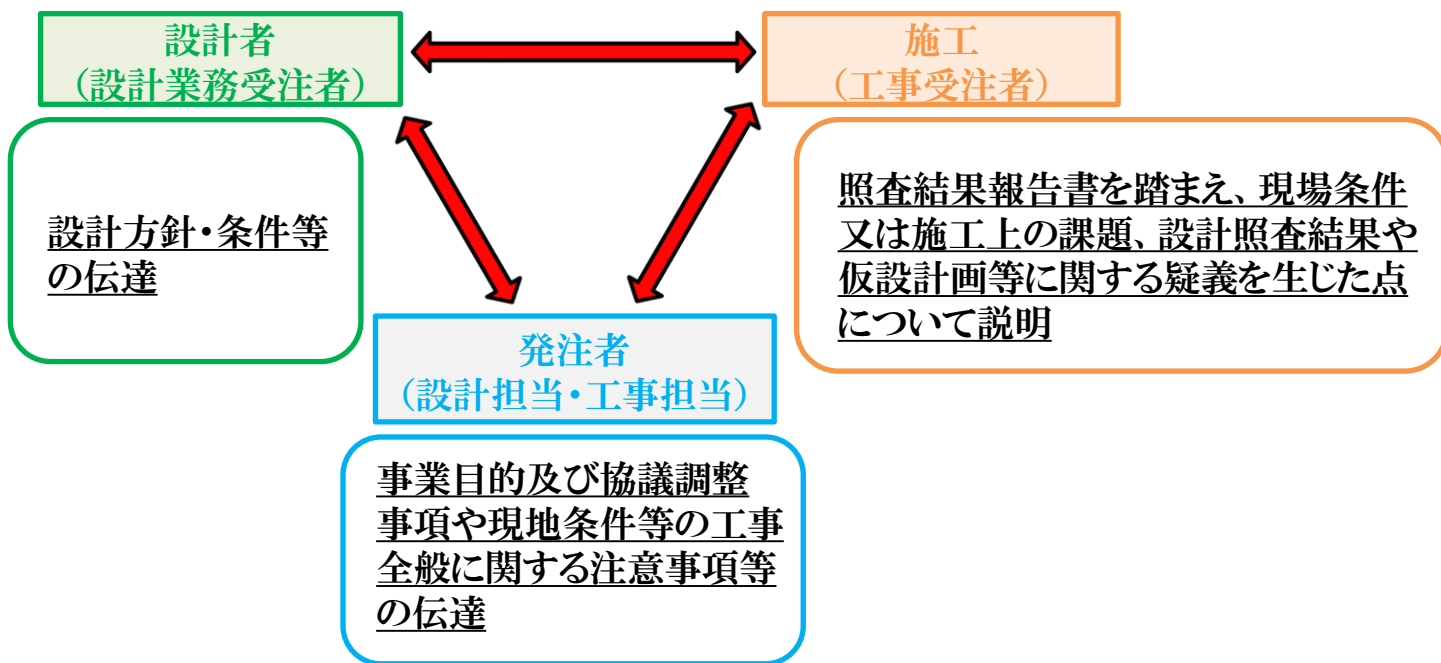 設計者
（設計業務受注者）
施工
（工事受注者）
設計方針・条件等
の伝達
照査結果報告書を踏まえ、現場条件
又は施工上の課題、設計照査結果や
仮設計画等に関する疑義を生じた点
について説明
発注者
（設計担当・工事担当）
事業目的及び協議調整
事項や現地条件等の工事
全般に関する注意事項等
の伝達